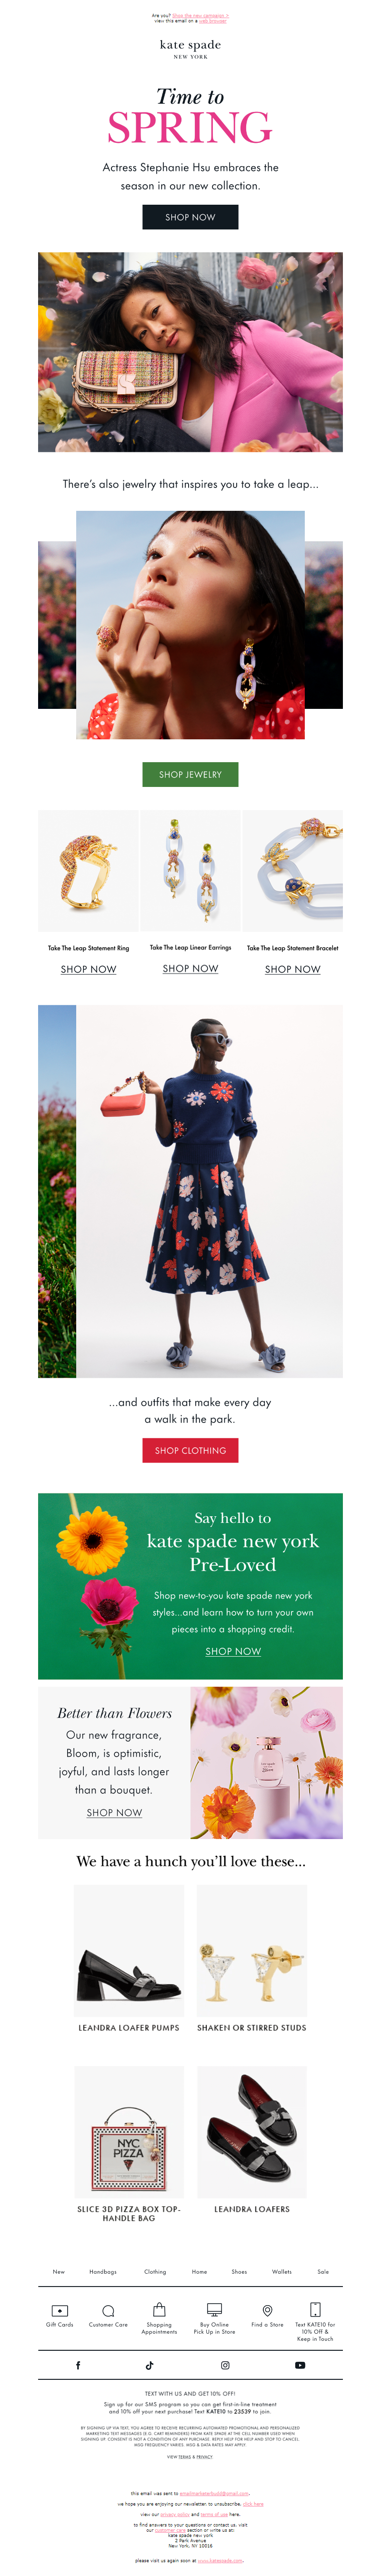 Are you? Shop the new campaign >
view this email on a web browser
kate spade
NEW YORK
Time to
SPRING
Actress Stephanie Hsu embraces the
season in our new collection.
SHOP NOW
There's also jewelry that inspires you to take a leap...
SHOP JEWELRY
Take The Leap Statement Ring
Take The Leap Linear Earrings
Take The Leap Statement Bracelet
SHOP NOW
SHOP NOW
SHOP NOW
...and outfits that make every day
a walk in the park.
SHOP CLOTHING
Say hello to
kate spade new york
Pre-Loved
Shop new-to-you kate spade new york
styles...and learn how to turn your own
pieces into a shopping credit.
SHOP NOW
Better than Flowers
Our new fragrance,
Bloom, is optimistic,
joyful, and lasts longer
than a bouquet.
SHOP NOW
We have a hunch you'll love these...
LEANDRA LOAFER PUMPS
SHAKEN OR STIRRED STUDS
NYC
PIZZA
SLICE 3D PIZZA BOX TOP-
HANDLE BAG
LEANDRA LOAFERS
New
Handbags
Clothing
Home
Shoes
Wallets
Sale
Gift Cards
Customer Care
Shopping
Appointments
Buy Online
Pick Up in Store
Find a Store
Text KATE10 for
10% Off &
Keep in Touch
TEXT WITH US AND GET 10% OFF!
Sign up for our SMS program so you can get first-in-line treatment
and 10% off your next purchase! Text KATE10 to 23539 to join.
BY SIGNING UP VIA TEXT, YOU AGREE TO RECEIVE RECURRING AUTOMATED PROMOTIONAL AND PERSONALIZED
MARKETING TEXT MESSAGES (E.G. CART REMINDERS) FROM KATE SPADE AT THE CELL NUMBER USED WHEN
SIGNING UP. CONSENT IS NOT A CONDITION OF ANY PURCHASE. REPLY HELP FOR HELP AND STOP TO CANCEL.
MSG FREQUENCY VARIES. MSG & DATA RATES MAY APPLY.
VIEW TERMS & PRIVACY.
this email was sent to
we hope you are enjoying our newsletter. to unsubscribe, click here
view our privacy policy and terms of use here.
to find answers to your questions or contact us, visit
our customer care section or write us at:
kate spade new york
2 Park Avenue
New York, NY 10016
please visit us again soon at www.katespade.com.